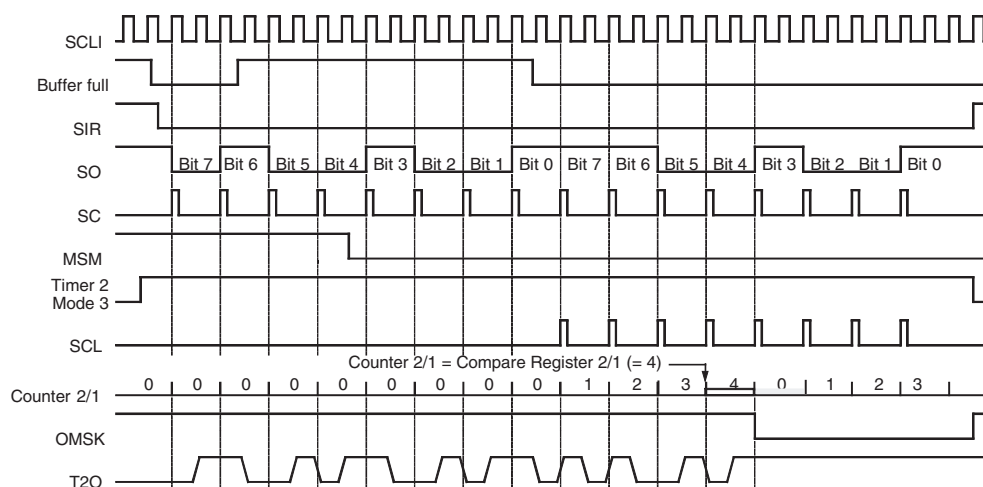 SCLI
Buffer full
SIR
SO Bit 7 Bit 6 Bit 5 Bit 4 Bit 3 Bit 2 Bit 1 Bit 0 Bit 7 Bit 6 Bit 5 Bit 4 Bit 3 Bit 2 Bit 1 Bit 0
SC
MSM
Timer 2
Mode 3
SCL
Counter 2/1 = Compare Register 2/1 (= 4)
Counter 2/1 0 0 0 0 0 0 0 0 0 1 2 3 4 0 1 2 3
OMSK
T2O